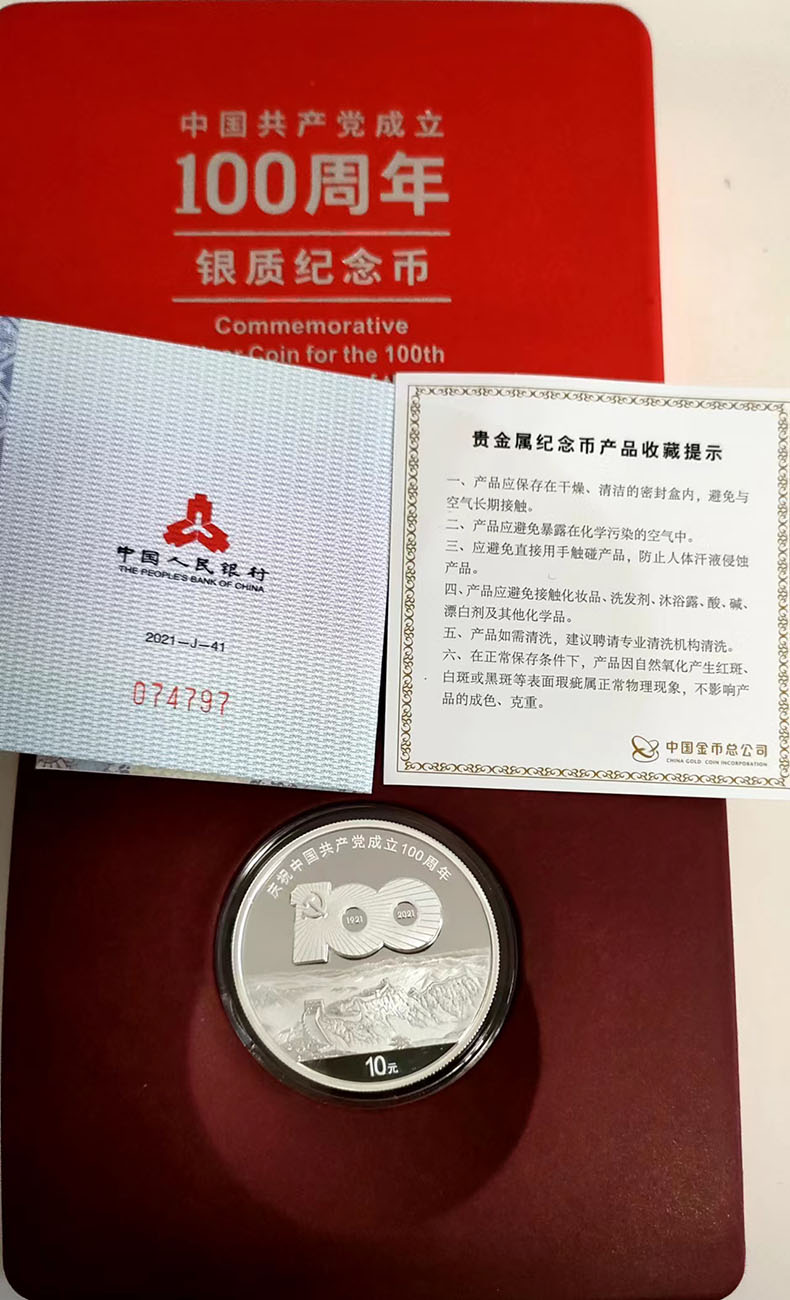 中国共产党成立
100周年
银质纪念币
Commemorative
Coin for the 100th
中国人民银行
THE PEOPLE'S BANK OF CHINA
2021-J-41
074797
贵金属纪念币产品收藏提示
一、产品应保存在干燥、清洁的密封盒内，避免与
空气长期接触。
二、产品应避免暴露在化学污染的空气中。
三、应避免直接用手触碰产品，防止人体汗液侵蚀
产品。
四、产品应避免接触化妆品、洗发剂、沐浴露、酸、碱、
漂白剂及其他化学品。
五、产品如需清洗，建议聘请专业清洗机构清洗。
六、在正常保存条件下，产品因自然氧化产生红斑、
白斑或黑斑等表面瑕疵属正常物理现象，不影响产
品的成色、克重。
中国金币总公司
CHINA GOLD COIN INCORPORATION
庆祝中国共产党成立100周年
100
1921 2021
10元